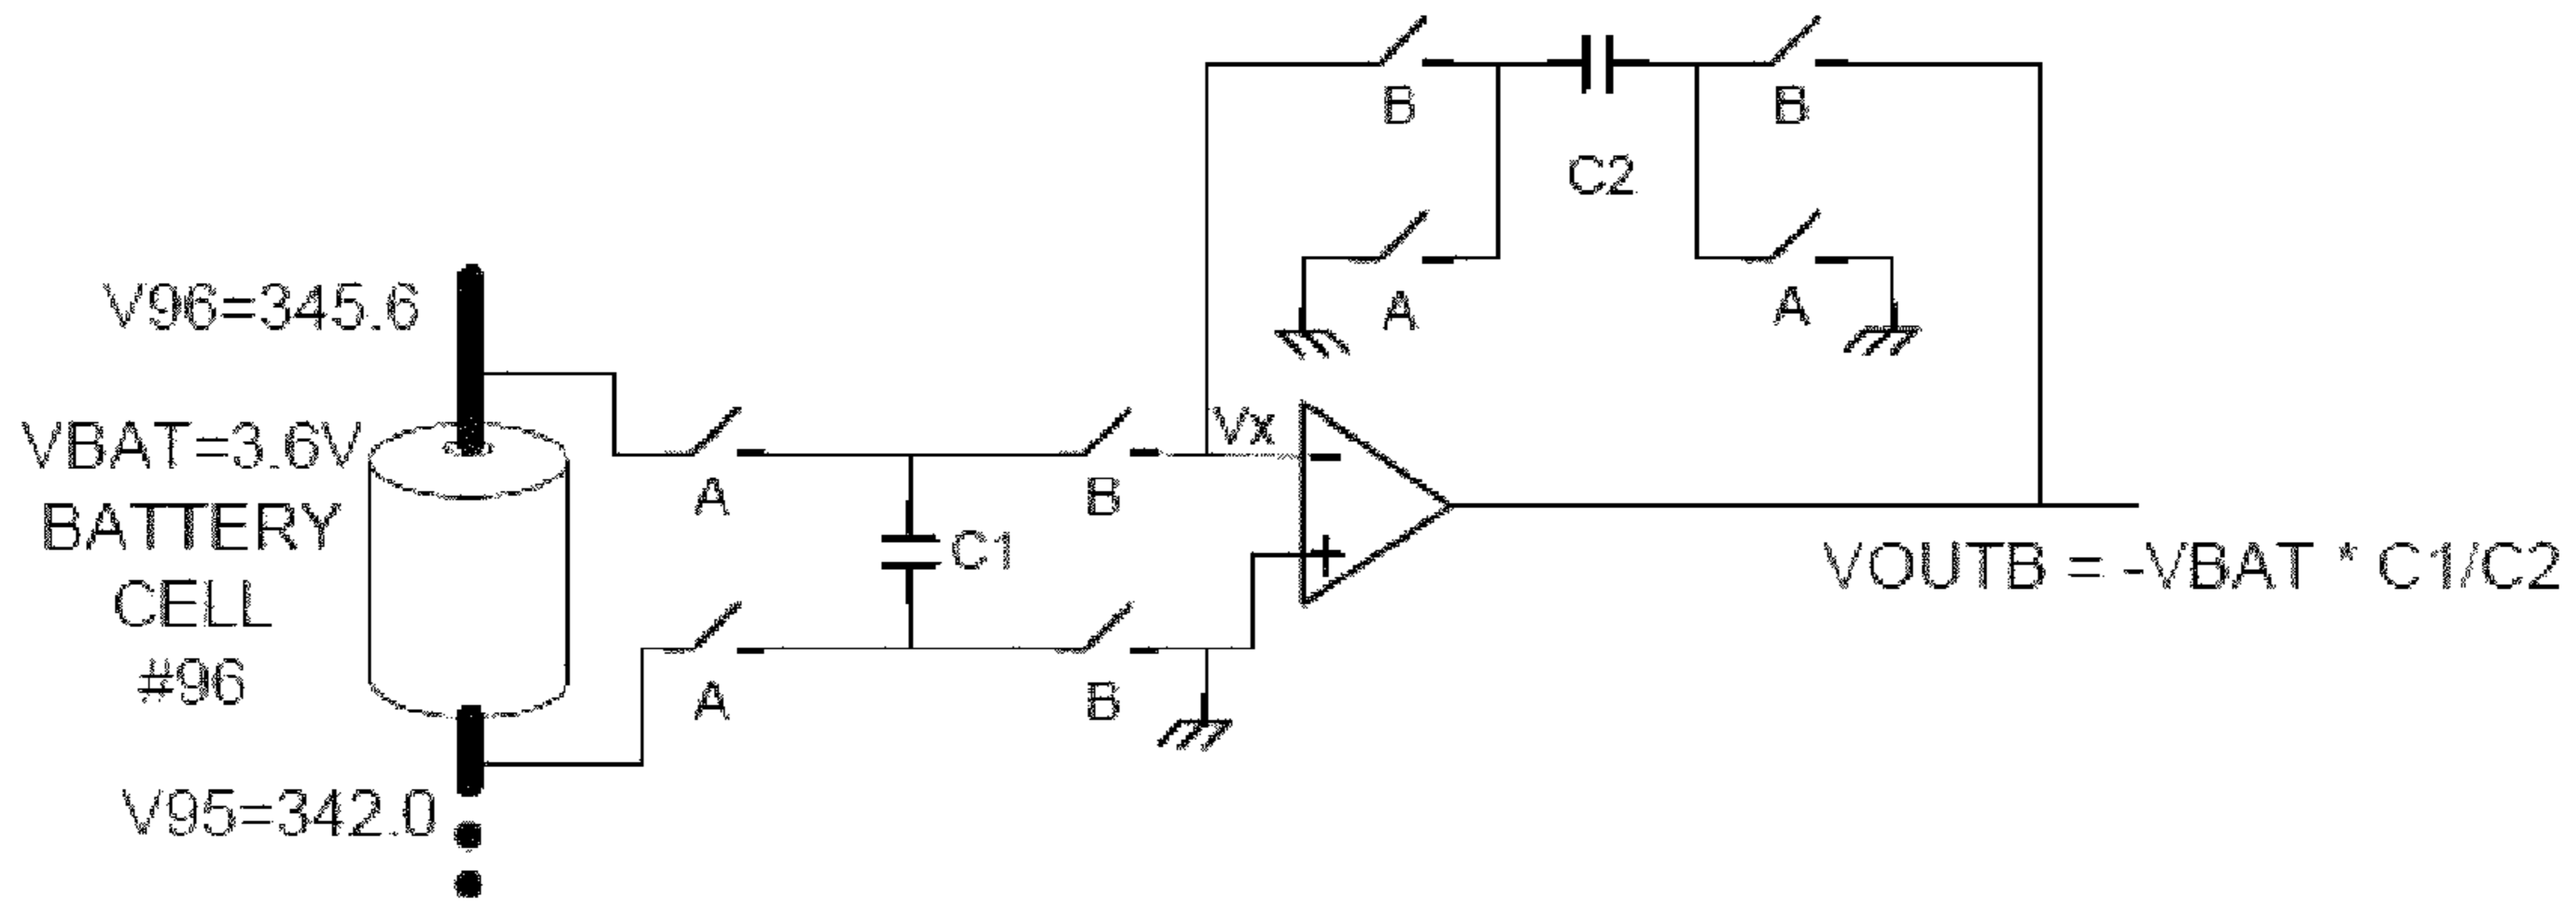 B
B
C2
A
A
V96=345.6
VBAT=3.6V
BATTERY
CELL
#96
V95=342.0
A
B
Vx
C1
A
B
VOUTB = -VBAT * C1/C2